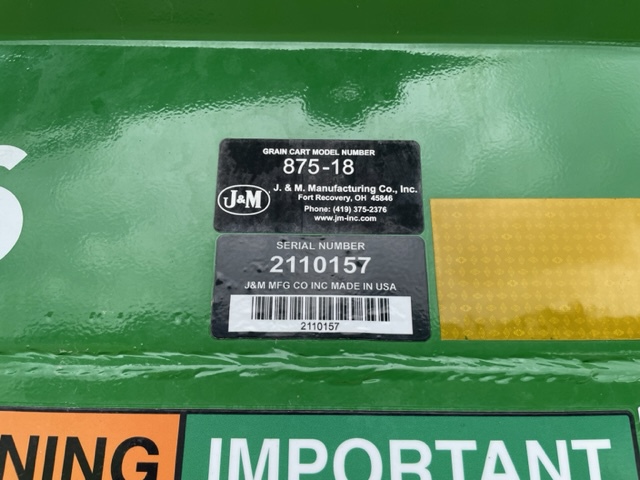 GRAIN CART MODEL NUMBER
875-18
J&M
J. & M. Manufacturing Co., Inc.
Fort Recovery, OH 45846
Phone: (419) 375-2376
www.jm-inc.com
SERIAL NUMBER
2110157
J&M MFG CO INC MADE IN USA
2110157
NING
IMPORTANT